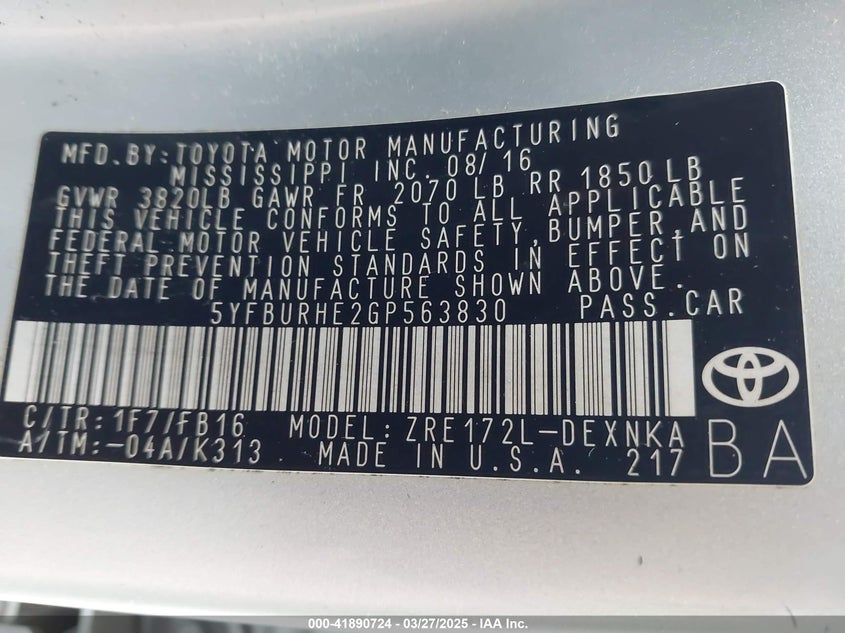 MFD.BY:TOYOTA MOTOR MANUFACTURING
MISSISSIPPI INC. 08/16
GVWR 3820LB GAWR FR 2070 LB RR 1850 LB
THIS VEHICLE CONFORMS TO ALL APPLICABLE
FEDERAL MOTOR VEHICLE SAFETY,BUMPER,AND
THEFT PREVENTION STANDARDS IN EFFECT ON
THE DATE OF MANUFACTURE SHOWN ABOVE.
5YFBURHE2GP563830 PASS.CAR
C/TR:1F7/FB16 MODEL:ZRE172L-DEXNKA
A/TM:-04A/K313 MADE IN U.S.A. 217
BA
000-41890724 - 03/27/2025 - IAA Inc.